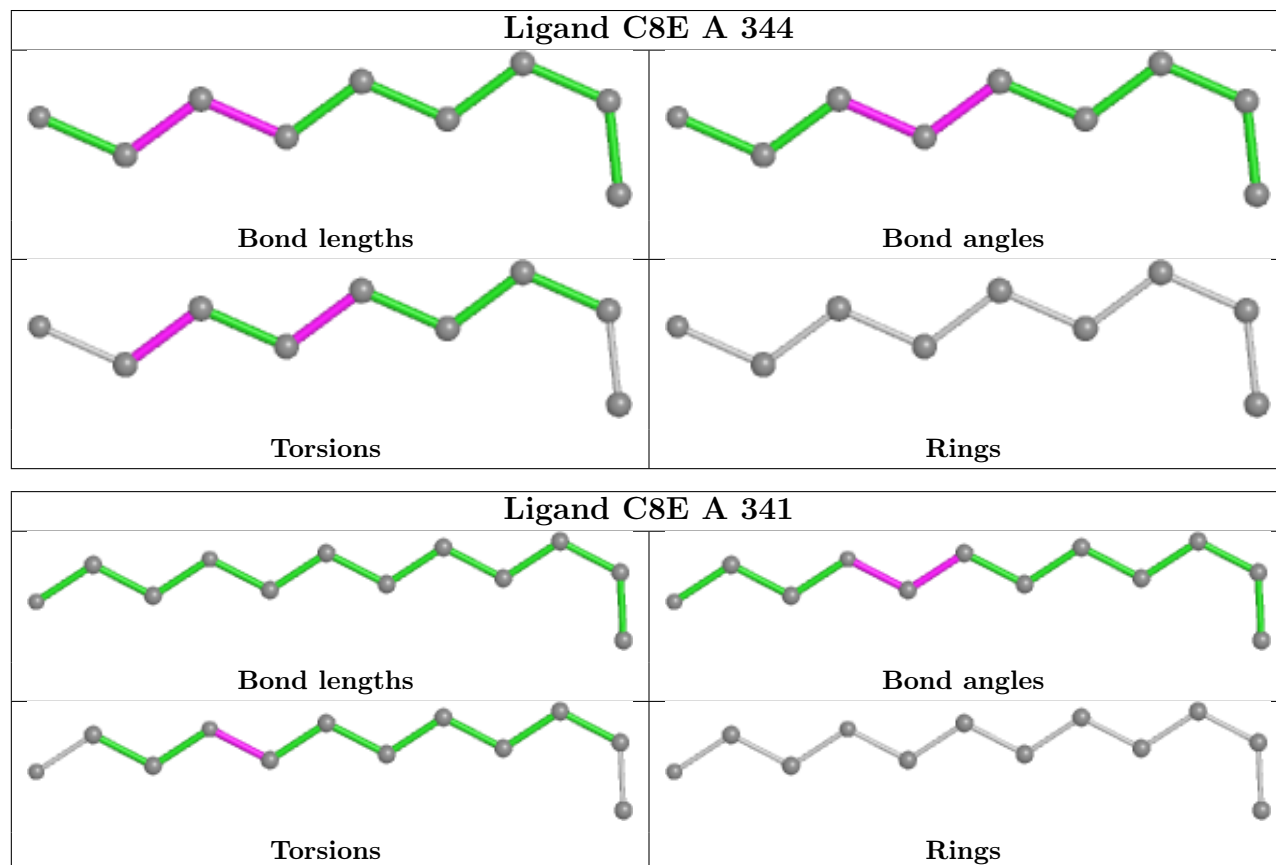 Ligand C8E A 344
Bond lengths
Bond angles
Torsions
Rings
Ligand C8E A 341
Bond lengths
Bond angles
Torsions
Rings